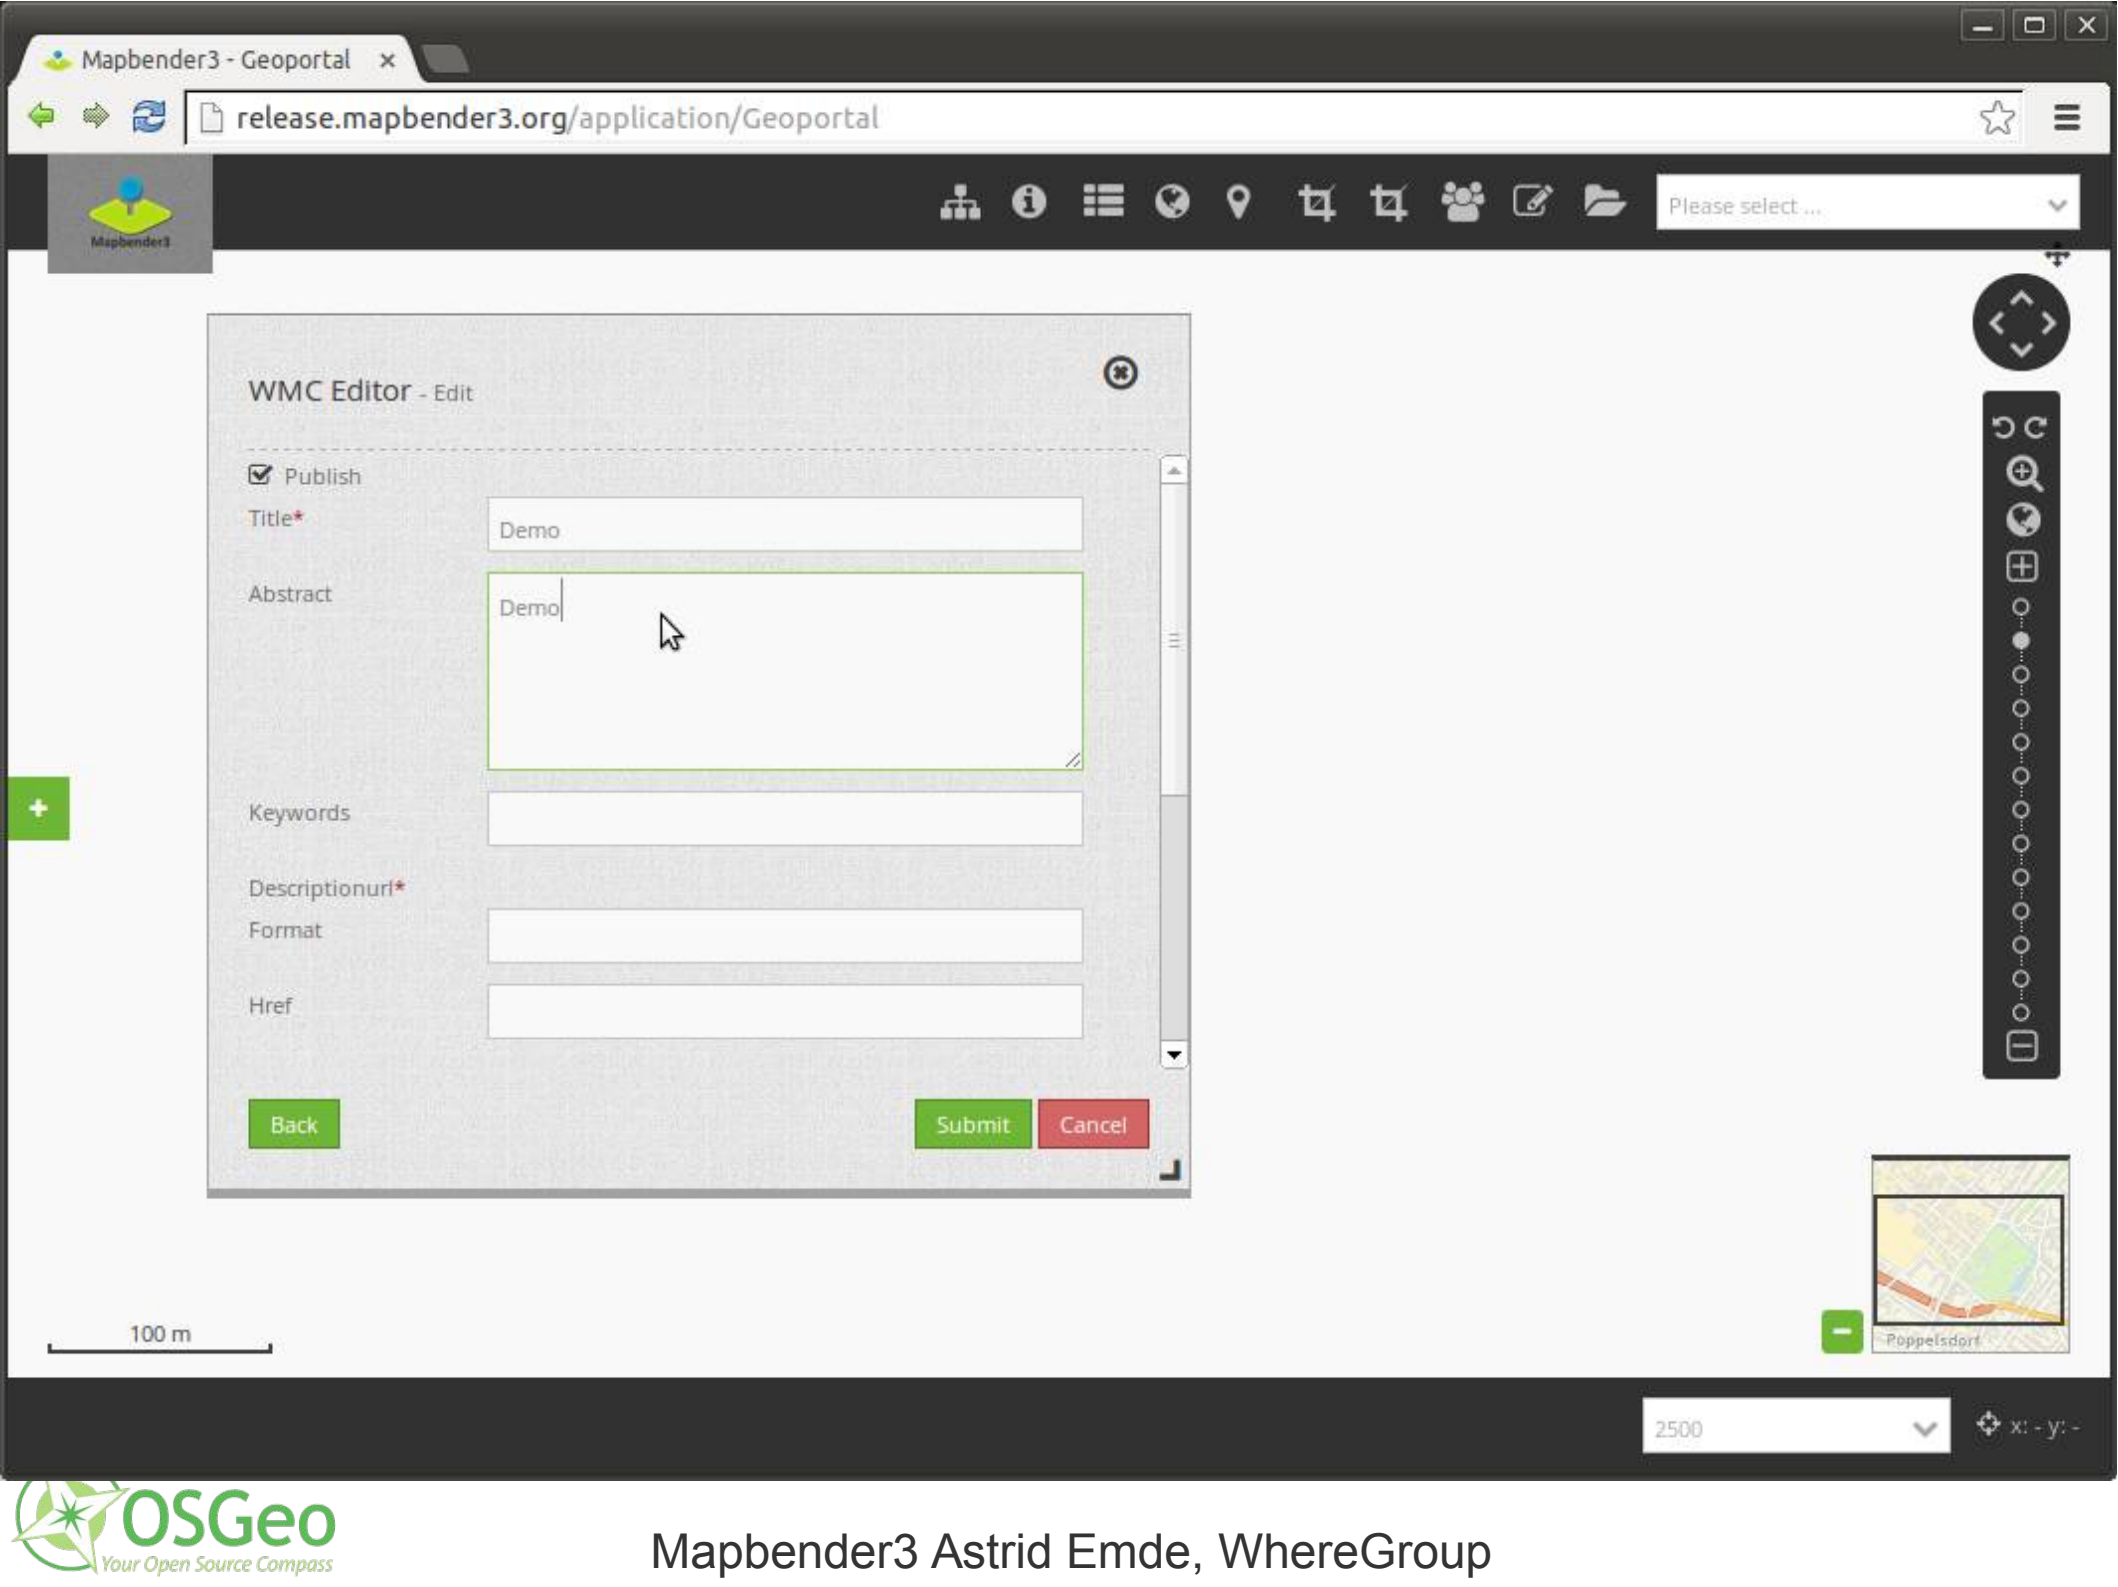 Mapbender3 - Geoportal
release.mapbender3.org/application/Geoportal
Mapbender3
Please select ...
WMC Editor - Edit
Publish
Title*
Demo
Abstract
Demo
Keywords
Descriptionurl*
Format
Href
Back
Submit
Cancel
100 m
Poppelsdorf
2500
x: - y: -
OSGeo
Your Open Source Compass
Mapbender3 Astrid Emde, WhereGroup